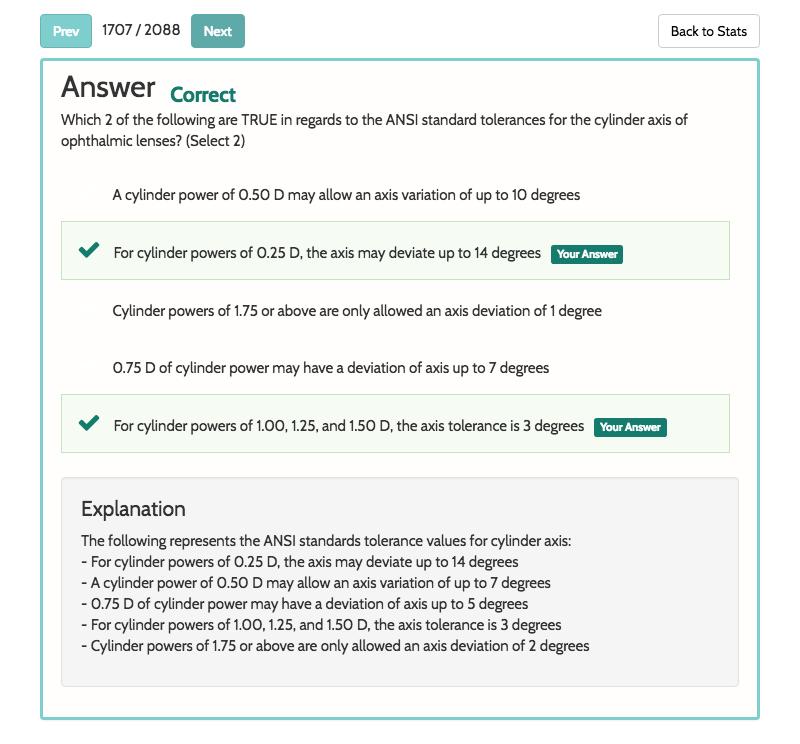 Prev 1707 / 2088 Next Back to Stats
Answer Correct
Which 2 of the following are TRUE in regards to the ANSI standard tolerances for the cylinder axis of
ophthalmic lenses? (Select 2)
A cylinder power of 0.50 D may allow an axis variation of up to 10 degrees
For cylinder powers of 0.25 D, the axis may deviate up to 14 degrees Your Answer
Cylinder powers of 1.75 or above are only allowed an axis deviation of 1 degree
0.75 D of cylinder power may have a deviation of axis up to 7 degrees
For cylinder powers of 1.00, 1.25, and 1.50 D, the axis tolerance is 3 degrees Your Answer
Explanation
The following represents the ANSI standards tolerance values for cylinder axis:
- For cylinder powers of 0.25 D, the axis may deviate up to 14 degrees
- A cylinder power of 0.50 D may allow an axis variation of up to 7 degrees
- 0.75 D of cylinder power may have a deviation of axis up to 5 degrees
- For cylinder powers of 1.00, 1.25, and 1.50 D, the axis tolerance is 3 degrees
- Cylinder powers of 1.75 or above are only allowed an axis deviation of 2 degrees